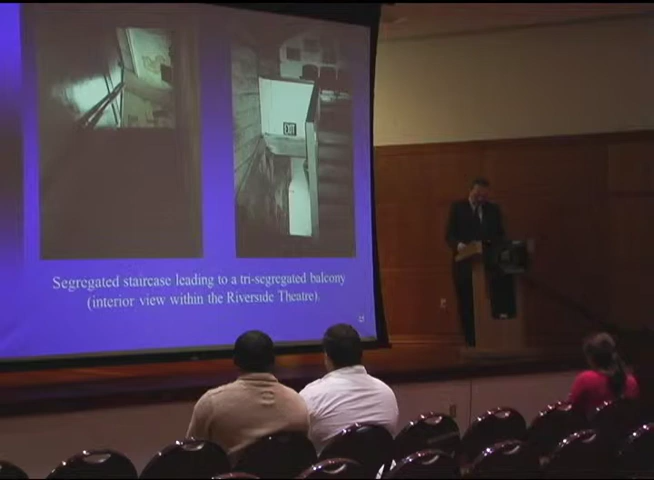 EXIT
Segregated staircase leading to a tri-segregated balcony
(interior view within the Riverside Theatre).